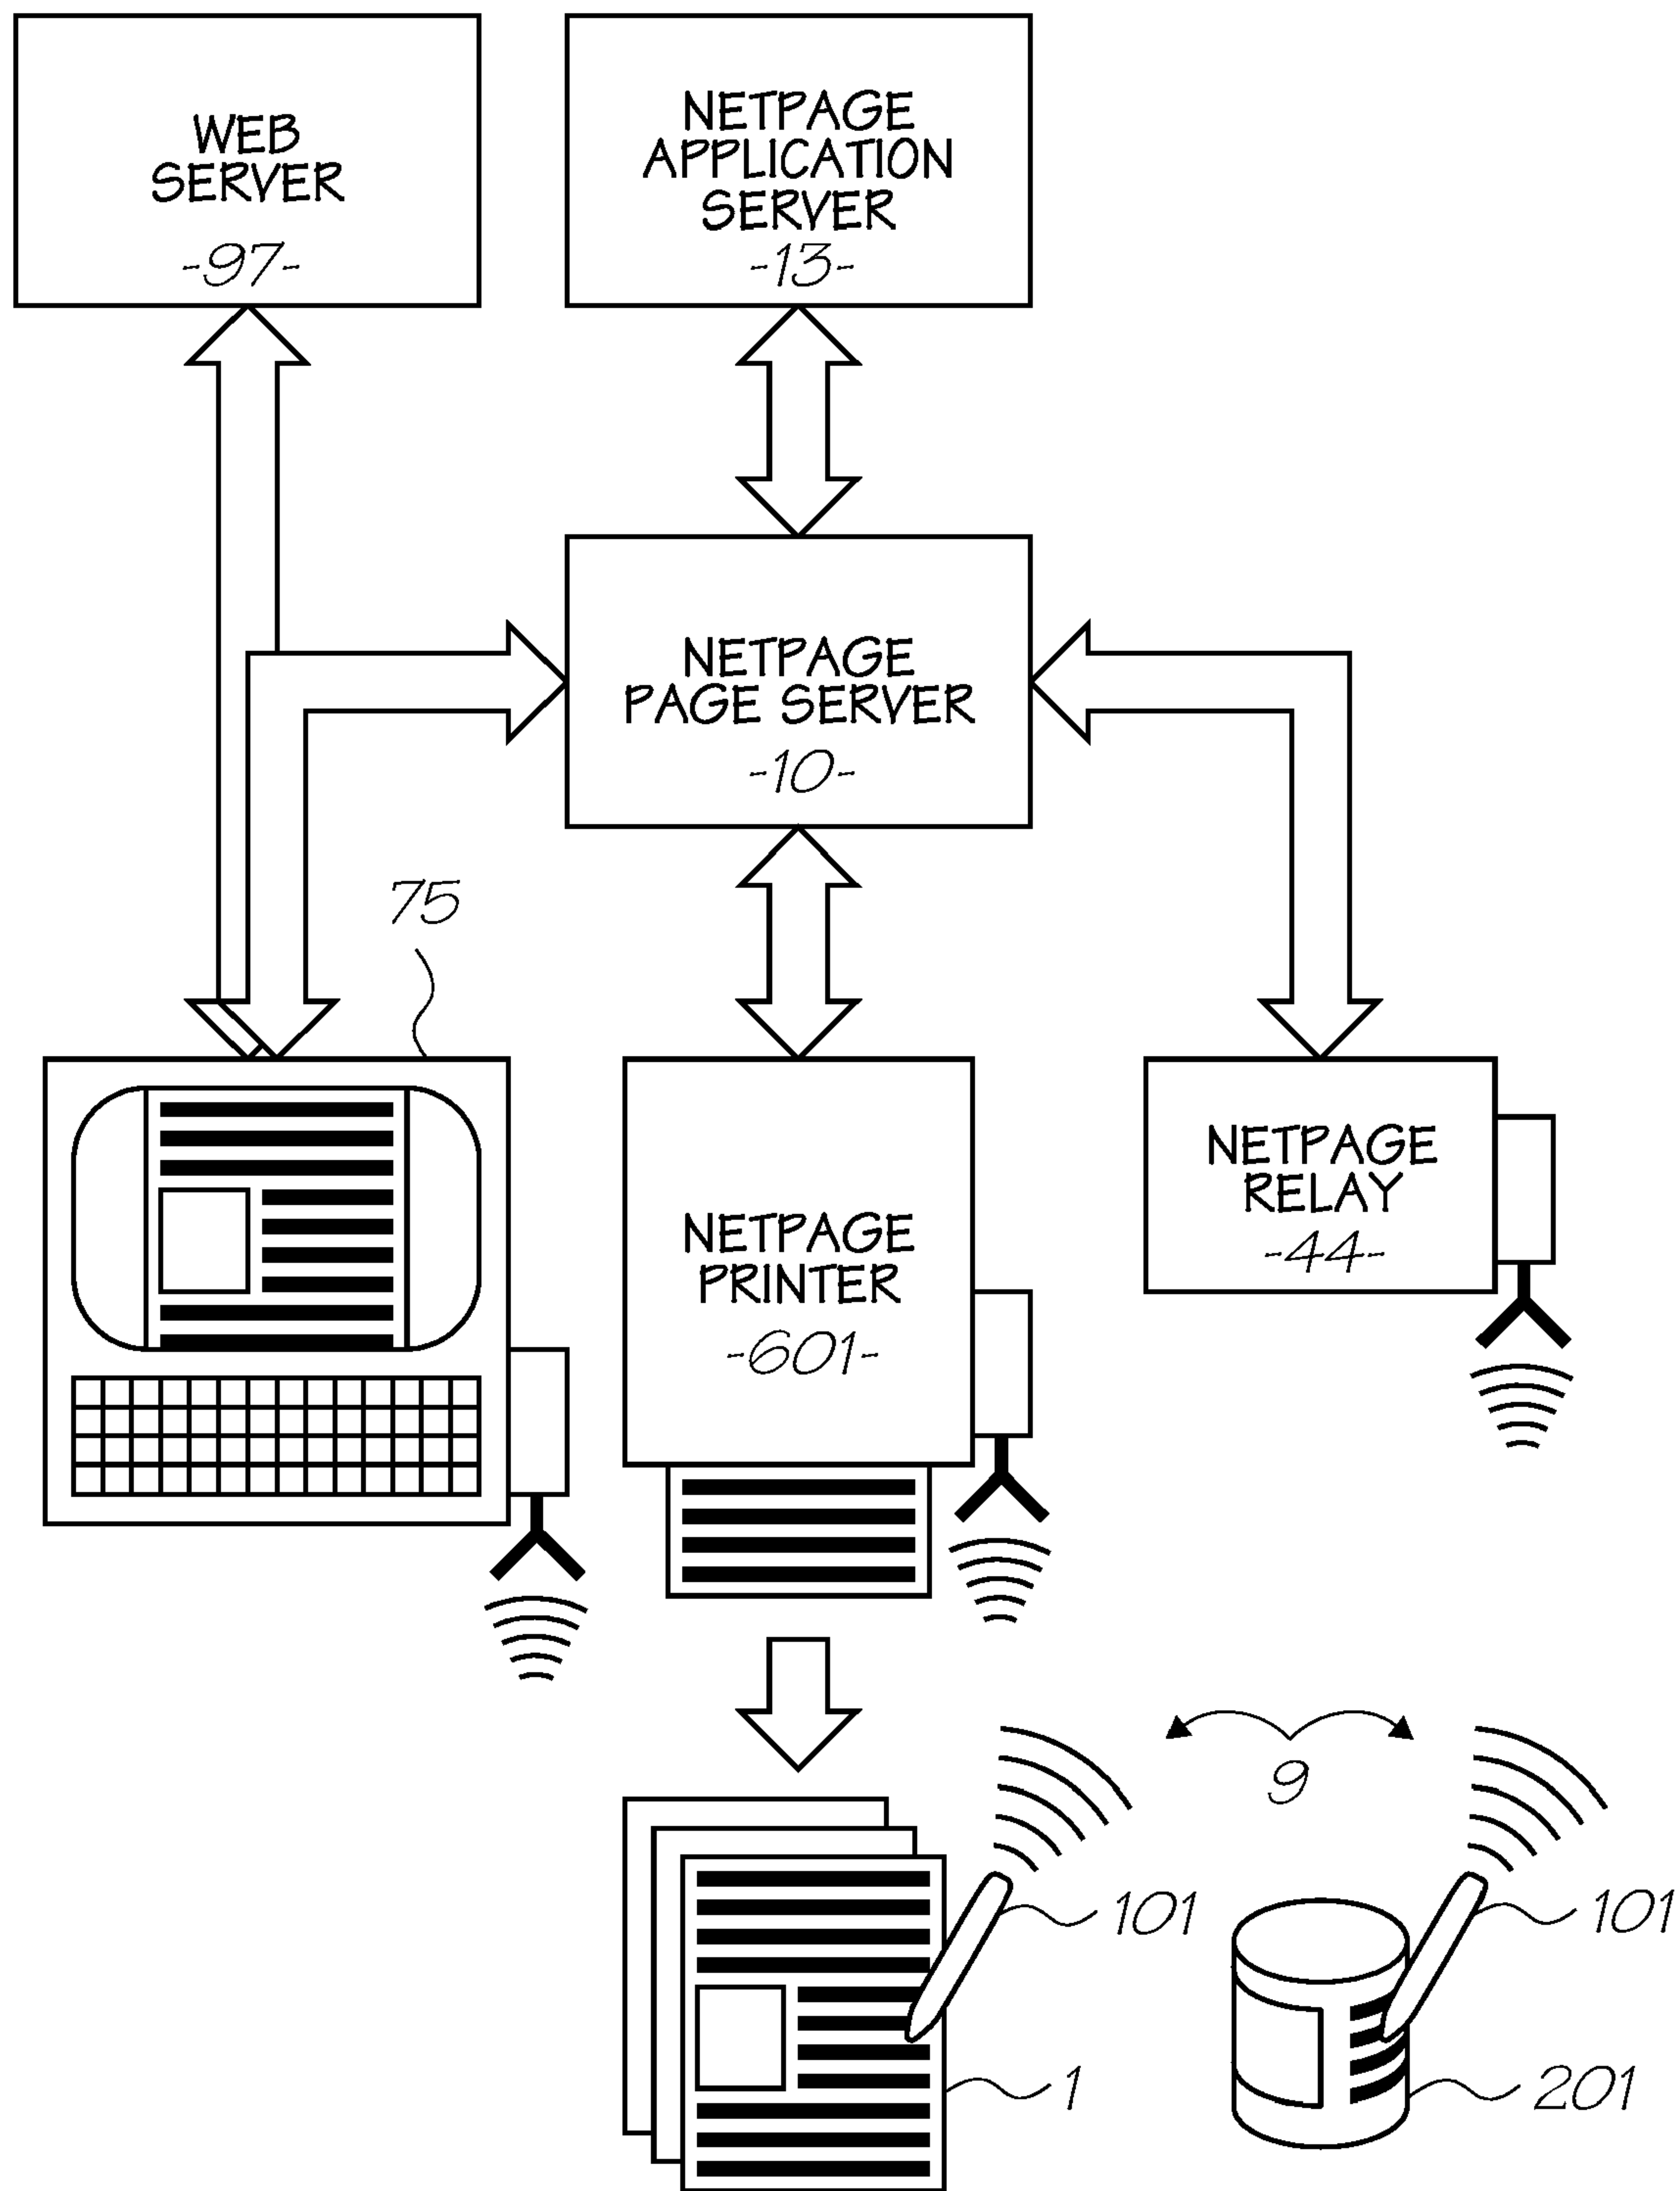 WEB
SERVER
-97-
NETPAGE
APPLICATION
SERVER
-13-
NETPAGE
PAGE SERVER
-10-
75
NETPAGE
PRINTER
-601-
NETPAGE
RELAY
-44-
9
101
101
1
201